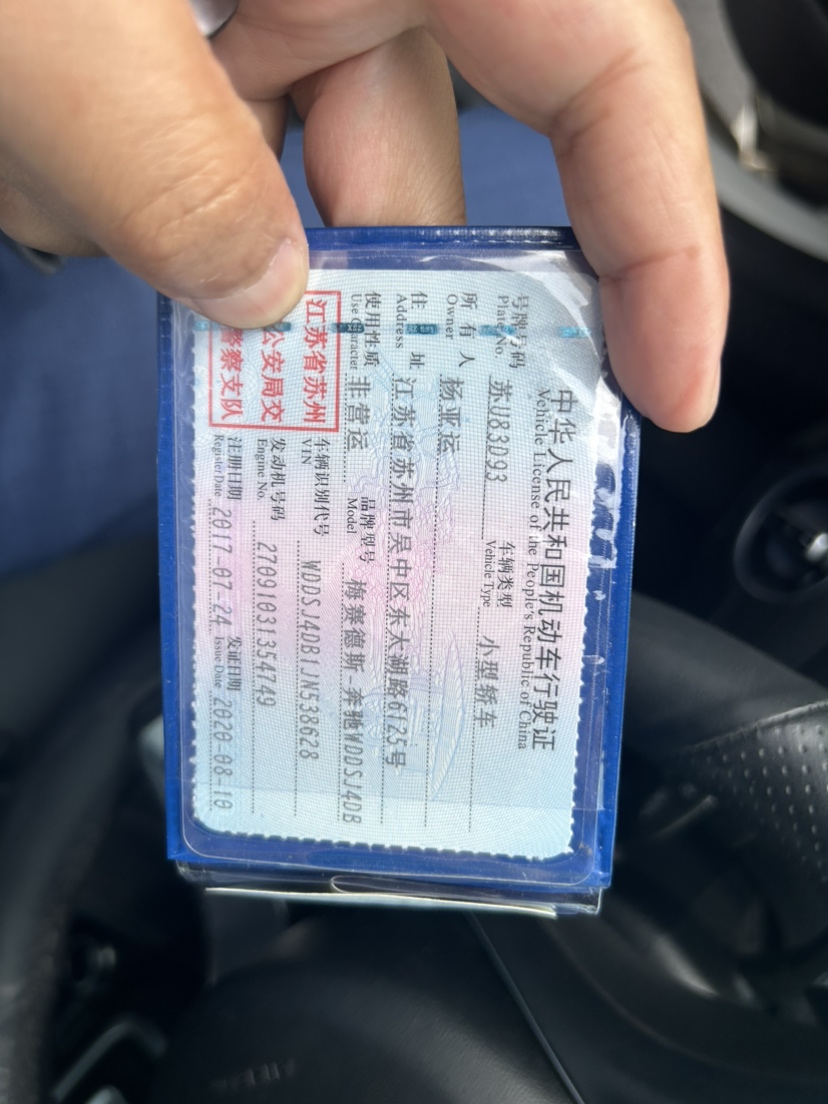 中华人民共和国机动车行驶证
Vehicle License of the People's Republic of China
号牌号码 苏U83D93 车辆类型 小型轿车
Plate No. Vehicle Type
所有人 杨亚运
Owner
住址 江苏省苏州市吴中区东太湖路6125号
Address
使用性质 非营运 品牌型号 梅赛德斯-奔驰WDDSJ4DB
Use Character Model
江苏省苏州
公安局交
警察支队
车辆识别代号 WDDSJ4DB1JN538628
VIN
发动机号码 27091031354749
Engine No.
注册日期 2017-07-24 发证日期 2020-08-10
Register Date Issue Date